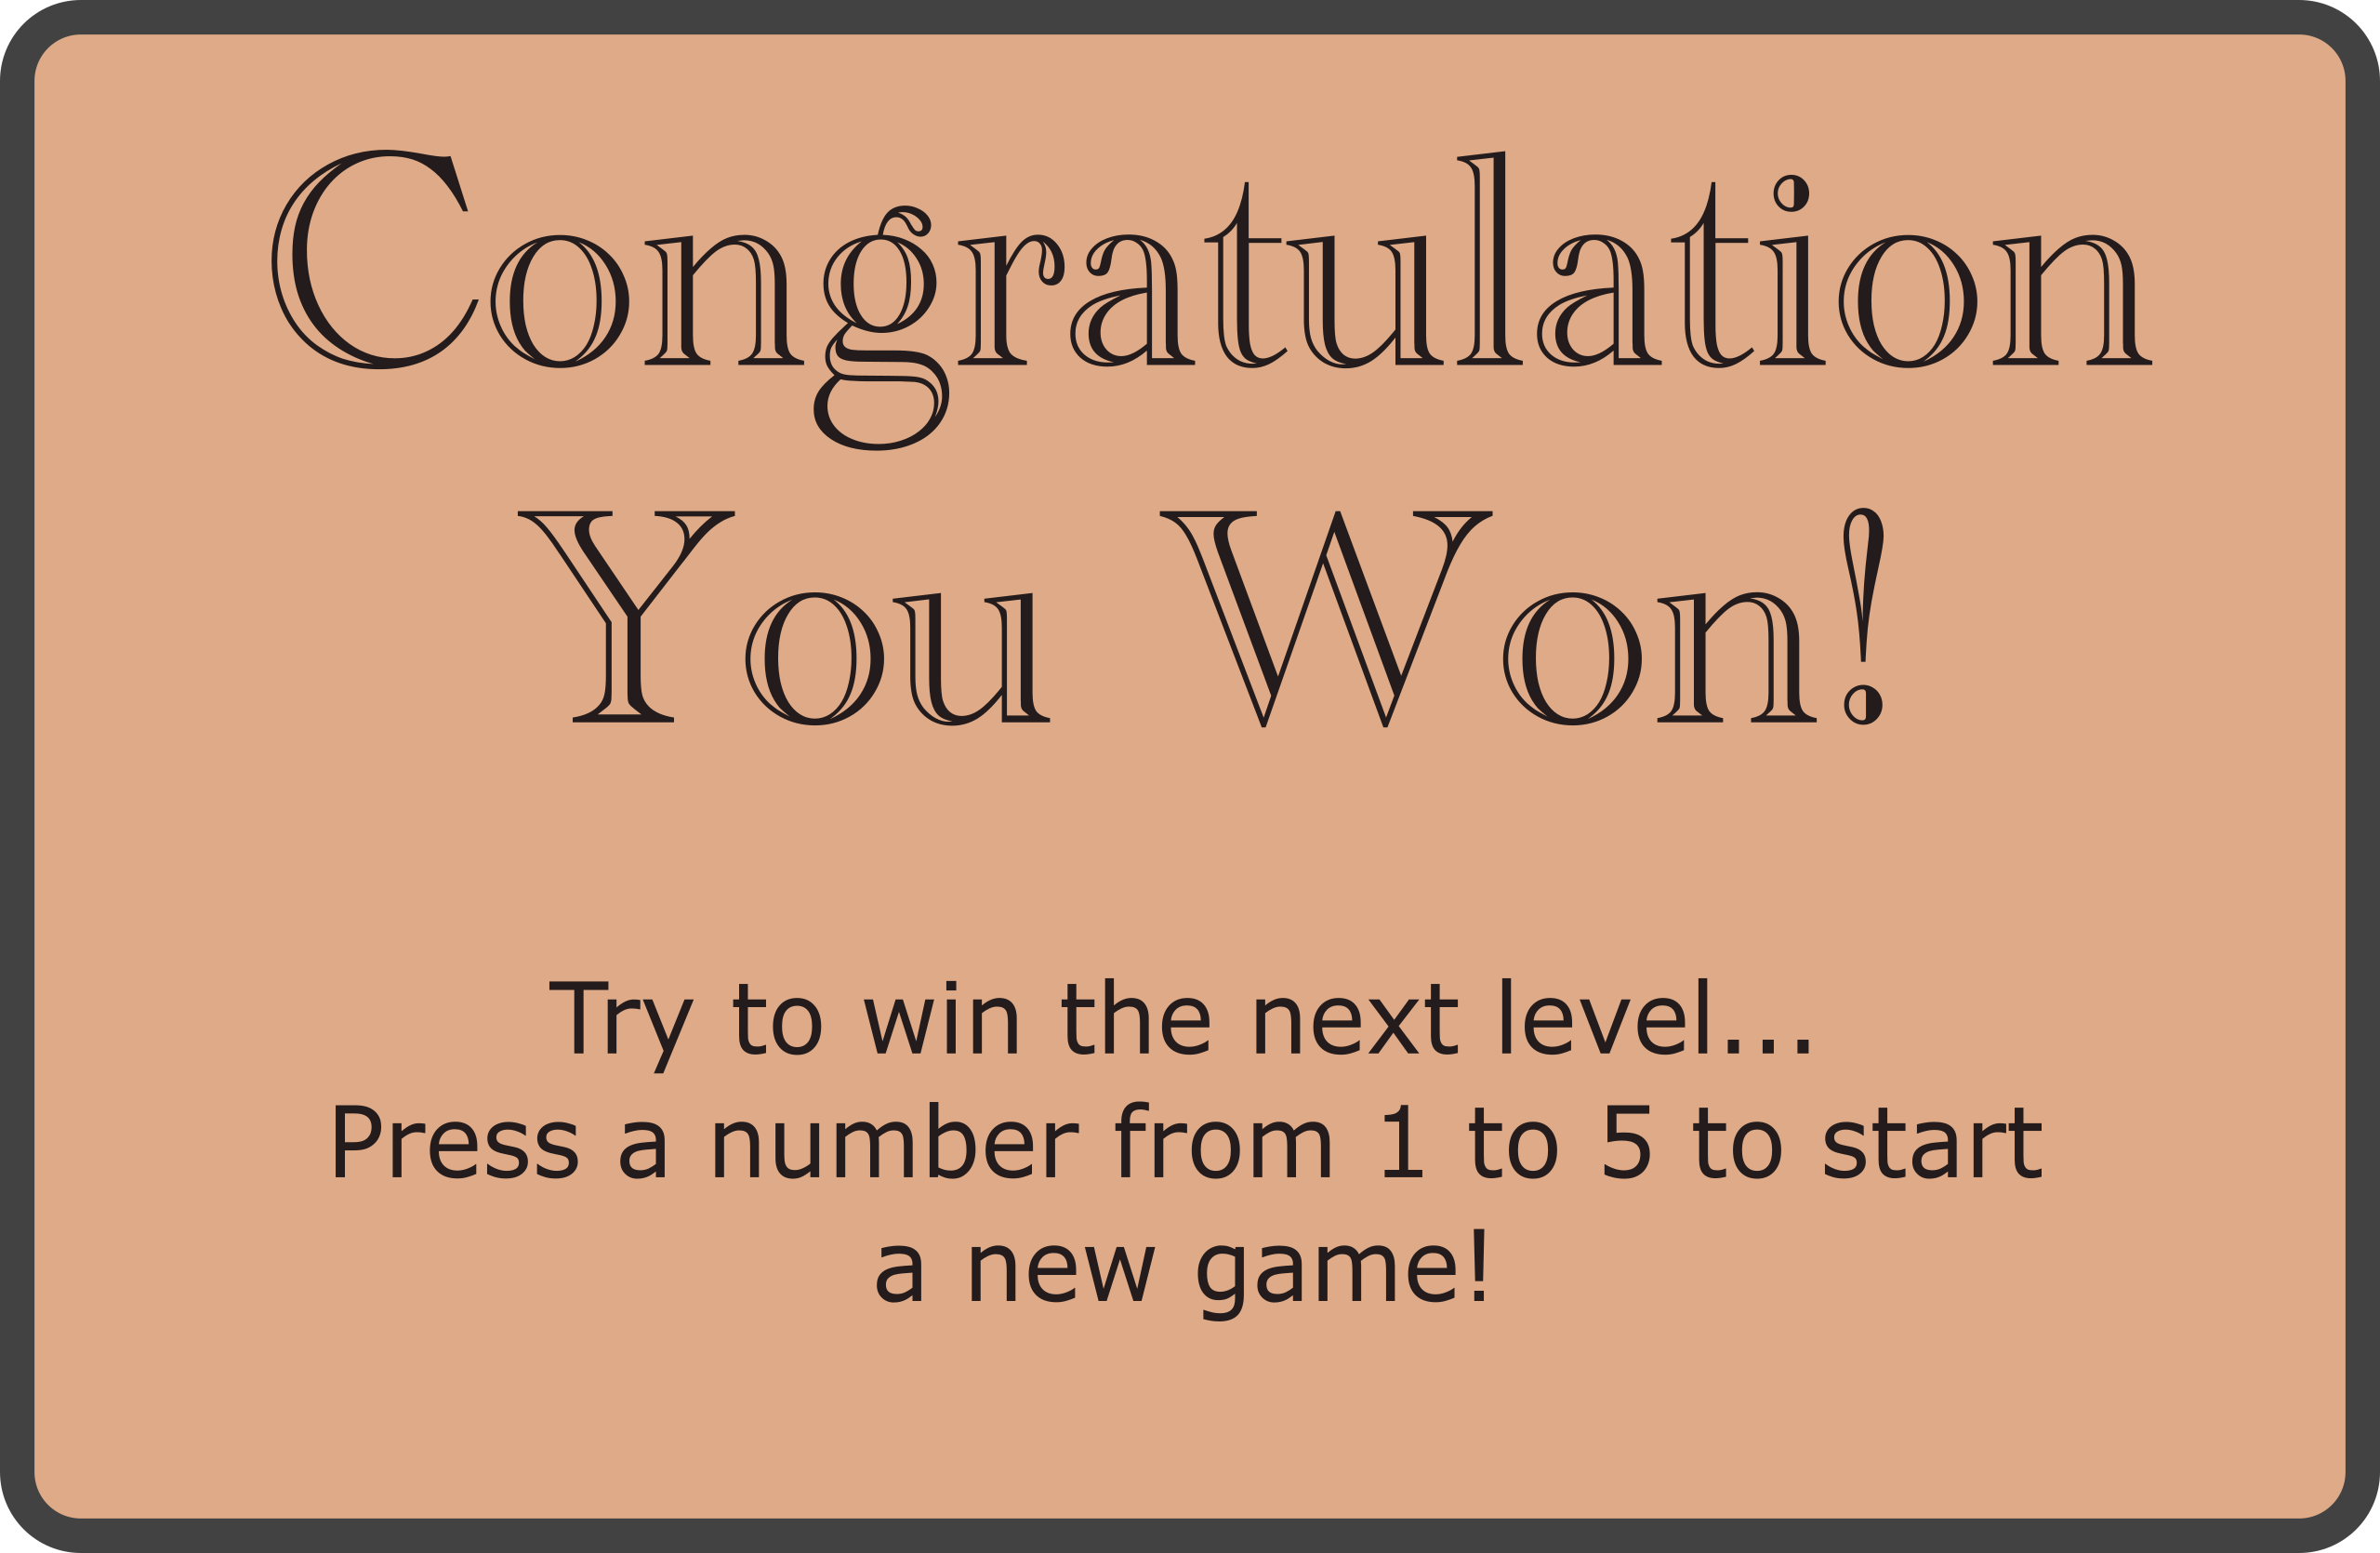 Congratulation
You Won!
Try to win the next level...
Press a number from 1 to 5 to start
a new game!